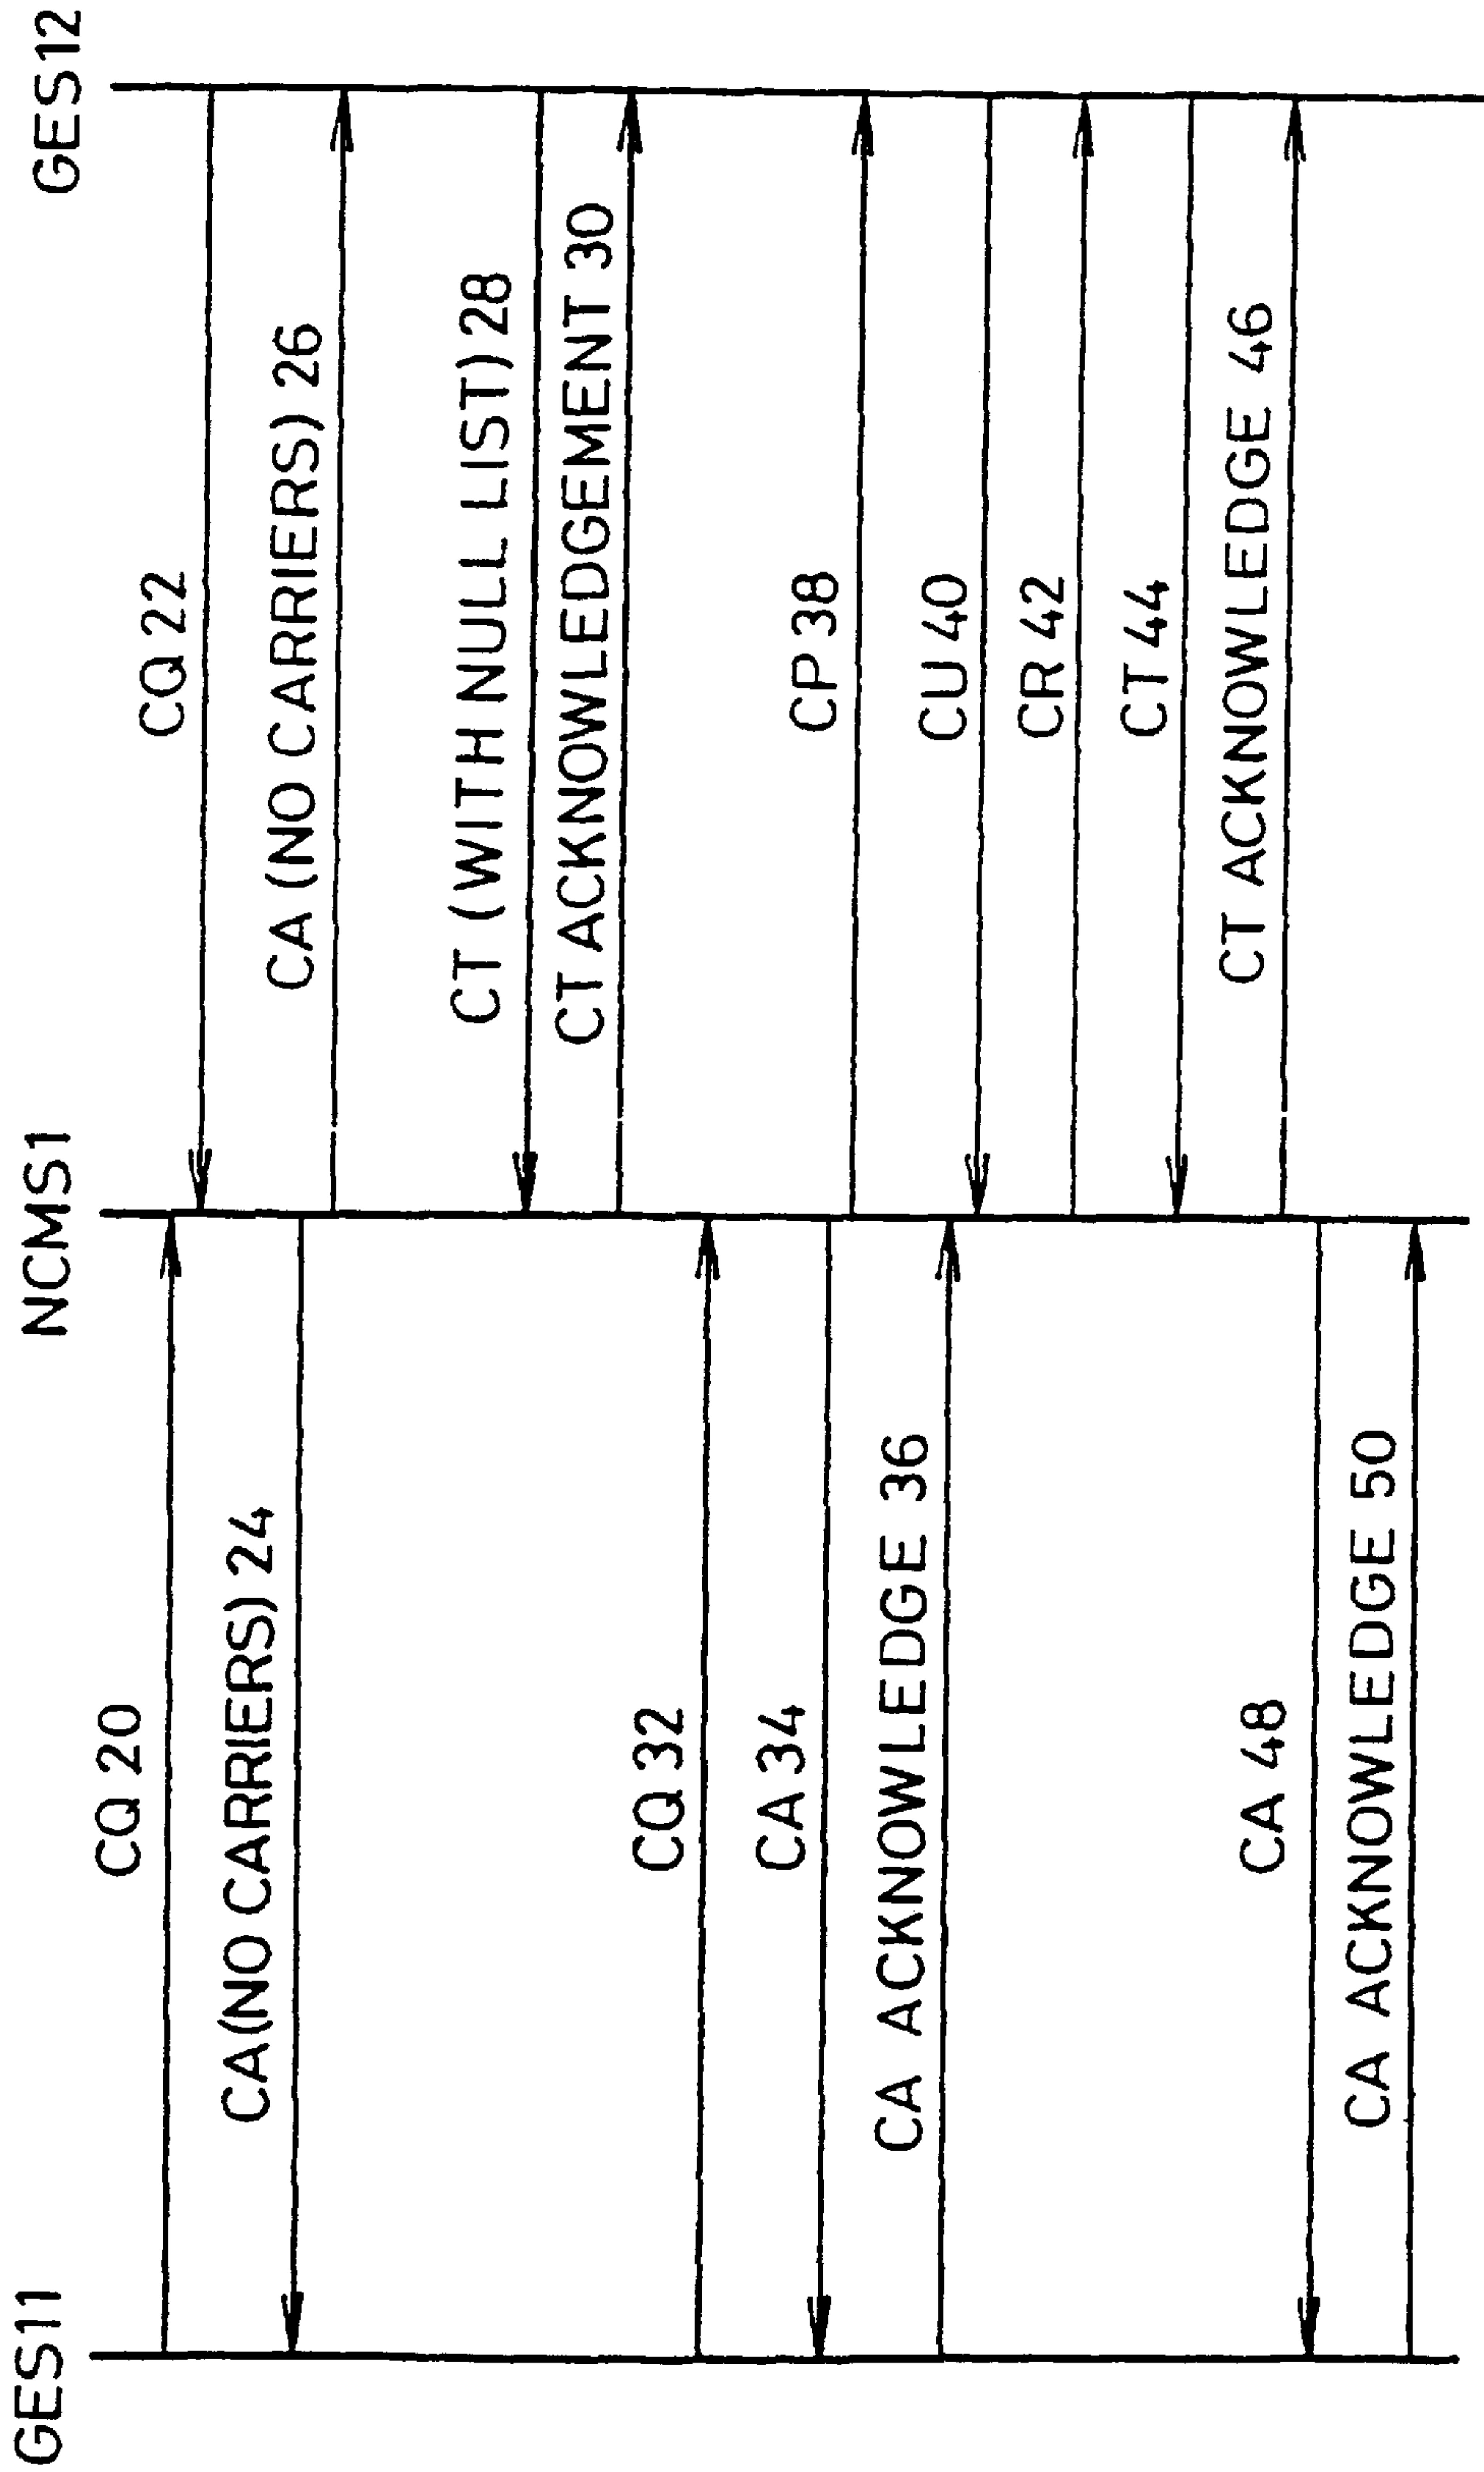 GES11
NCMS1
GES12
CQ 20
CQ 22
CA (NO CARRIERS) 24
CA (NO CARRIERS) 26
CT (WITH NULL LIST) 28
CT ACKNOWLEDGEMENT 30
CQ 32
CA 34
CP 38
CA ACKNOWLEDGE 36
CU 40
CR 42
CT 44
CT ACKNOWLEDGE 46
CA 48
CA ACKNOWLEDGE 50